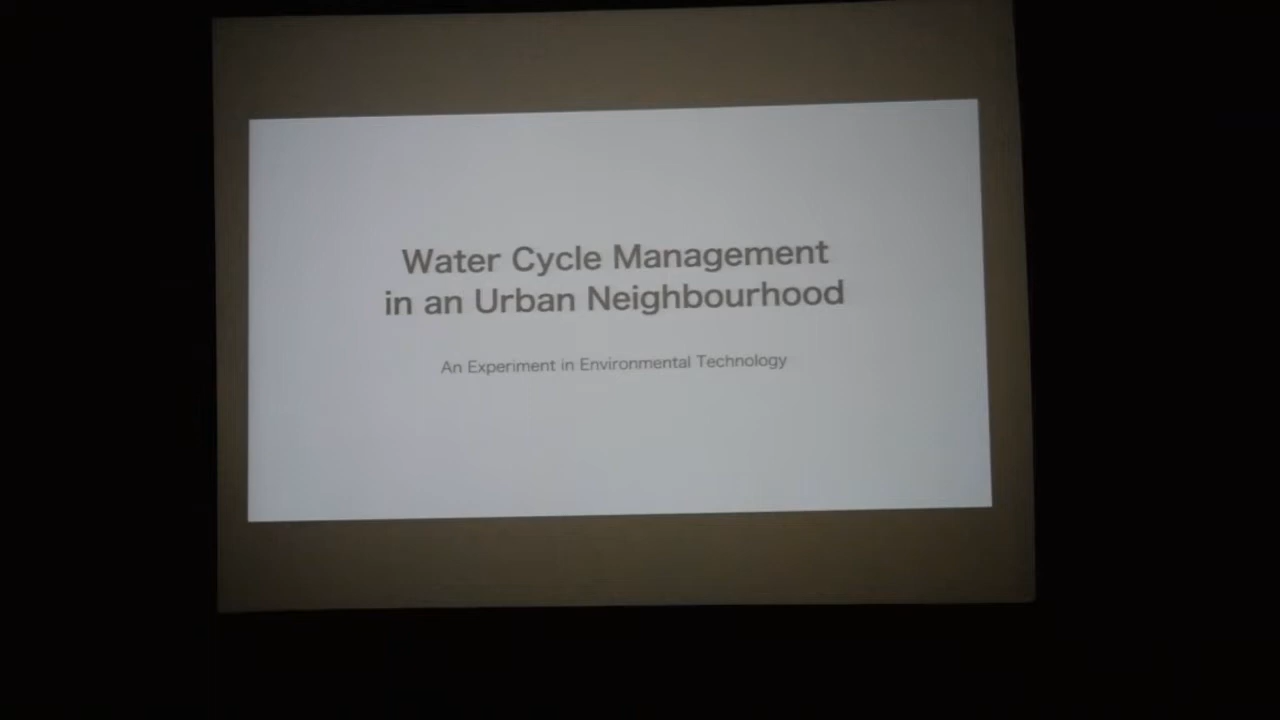 Water Cycle Management
in an Urban Neighbourhood
An Experiment in Environmental Technology